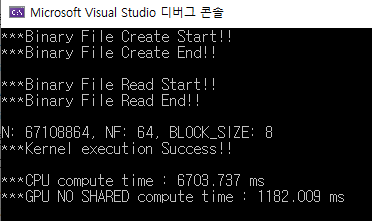 Microsoft Visual Studio 디버그 콘솔
***Binary File Create Start!!
***Binary File Create End!!
***Binary File Read Start!!
***Binary File Read End!!
N: 67108864, NF: 64, BLOCK_SIZE: 8
***Kernel execution Success!!
***CPU compute time : 6703.737 ms
***GPU NO SHARED compute time : 1182.009 ms